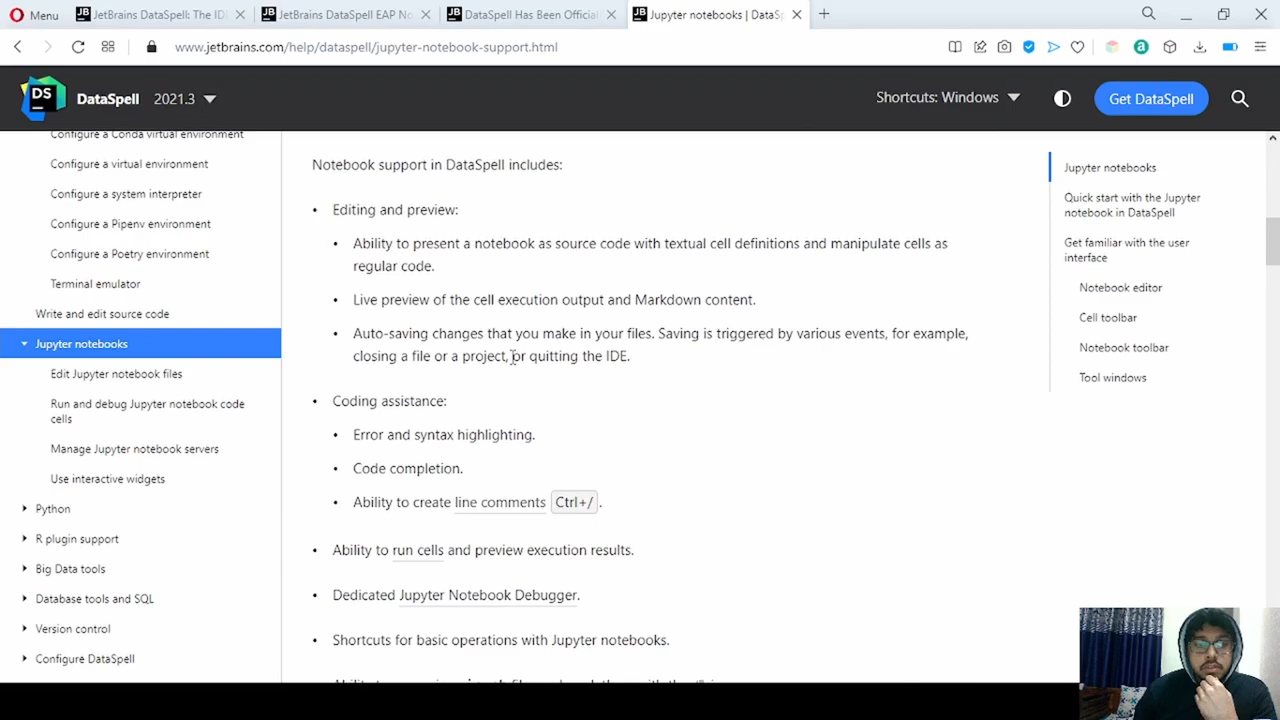 Menu
JetBrains DataSpell: The ID
JetBrains DataSpell EAP No
DataSpell Has Been Official
Jupyter notebooks | DataSp
www.jetbrains.com/help/dataspell/jupyter-notebook-support.html
DS
DataSpell
2021.3
Shortcuts: Windows
Get DataSpell
Configure a Conda virtual environment
Configure a virtual environment
Configure a system interpreter
Configure a Pipenv environment
Configure a Poetry environment
Terminal emulator
Write and edit source code
Jupyter notebooks
Edit Jupyter notebook files
Run and debug Jupyter notebook code
cells
Manage Jupyter notebook servers
Use interactive widgets
Python
R plugin support
Big Data tools
Database tools and SQL
Version control
Configure DataSpell
Notebook support in DataSpell includes:
• Editing and preview:
• Ability to present a notebook as source code with textual cell definitions and manipulate cells as
regular code.
• Live preview of the cell execution output and Markdown content.
• Auto-saving changes that you make in your files. Saving is triggered by various events, for example,
closing a file or a project, or quitting the IDE.
• Coding assistance:
• Error and syntax highlighting.
• Code completion.
• Ability to create line comments Ctrl+/ .
• Ability to run cells and preview execution results.
• Dedicated Jupyter Notebook Debugger.
• Shortcuts for basic operations with Jupyter notebooks.
Jupyter notebooks
Quick start with the Jupyter
notebook in DataSpell
Get familiar with the user
interface
Notebook editor
Cell toolbar
Notebook toolbar
Tool windows